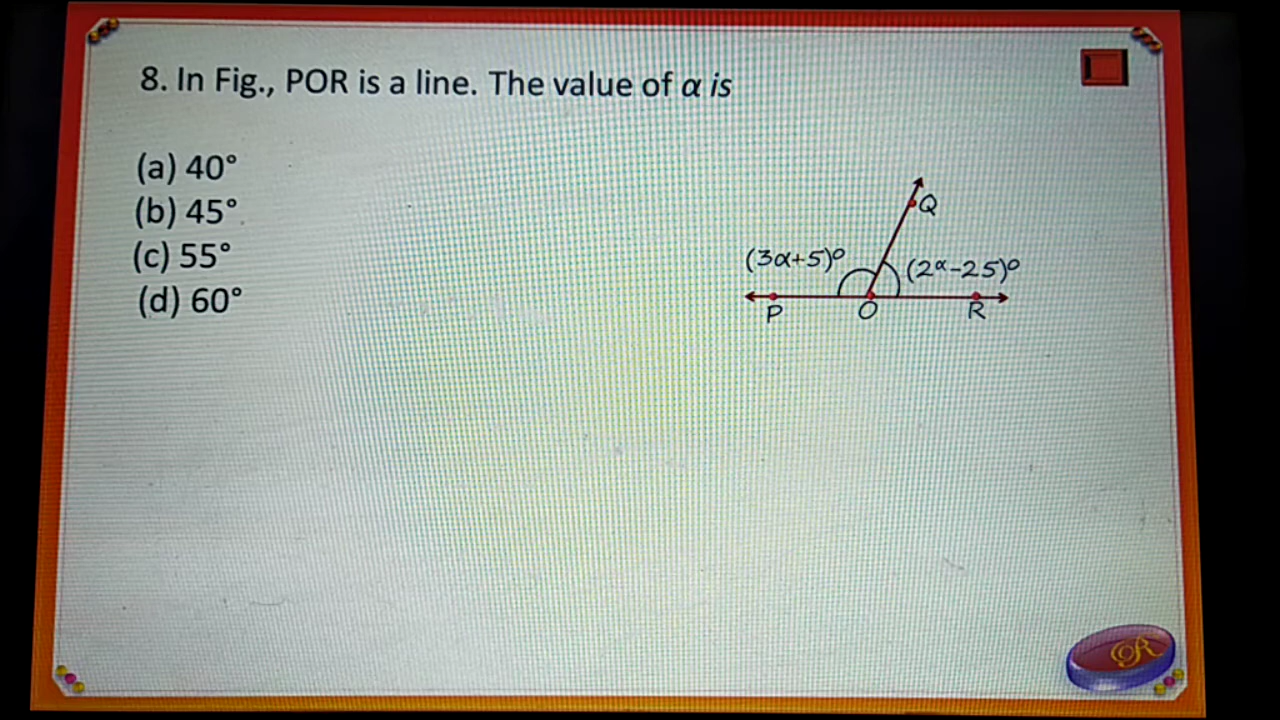 8. In Fig., POR is a line. The value of α is
(a) 40°
(b) 45°
(c) 55°
(d) 60°
Q
(3α+5)° (2α-25)°
P O R
R